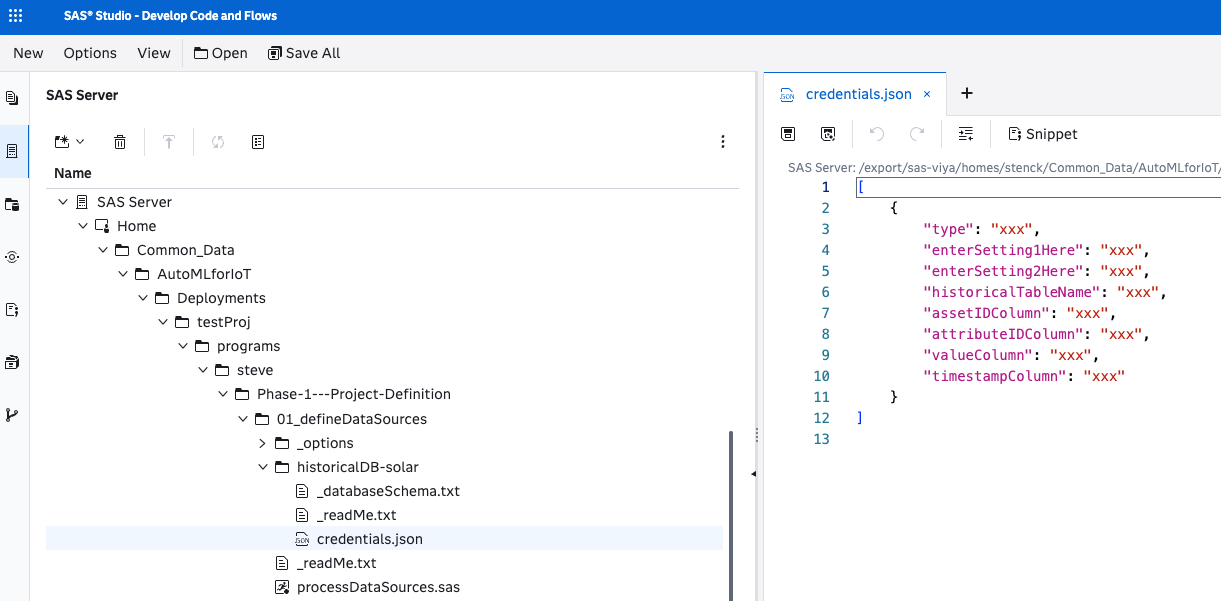 SAS® Studio - Develop Code and Flows
New Options View Open Save All
SAS Server
Name
SAS Server
Home
Common_Data
AutoMLforIoT
Deployments
testProj
programs
steve
Phase-1---Project-Definition
01_defineDataSources
_options
historicalDB-solar
_databaseSchema.txt
_readMe.txt
JSON credentials.json
_readMe.txt
processDataSources.sas
JSON credentials.json × +
Snippet
SAS Server: /export/sas-viya/homes/stenck/Common_Data/AutoMLforIoT/
1 [
2 {
3 "type": "xxx",
4 "enterSetting1Here": "xxx",
5 "enterSetting2Here": "xxx",
6 "historicalTableName": "xxx",
7 "assetIDColumn": "xxx",
8 "attributeIDColumn": "xxx",
9 "valueColumn": "xxx",
10 "timestampColumn": "xxx"
11 }
12 ]
13